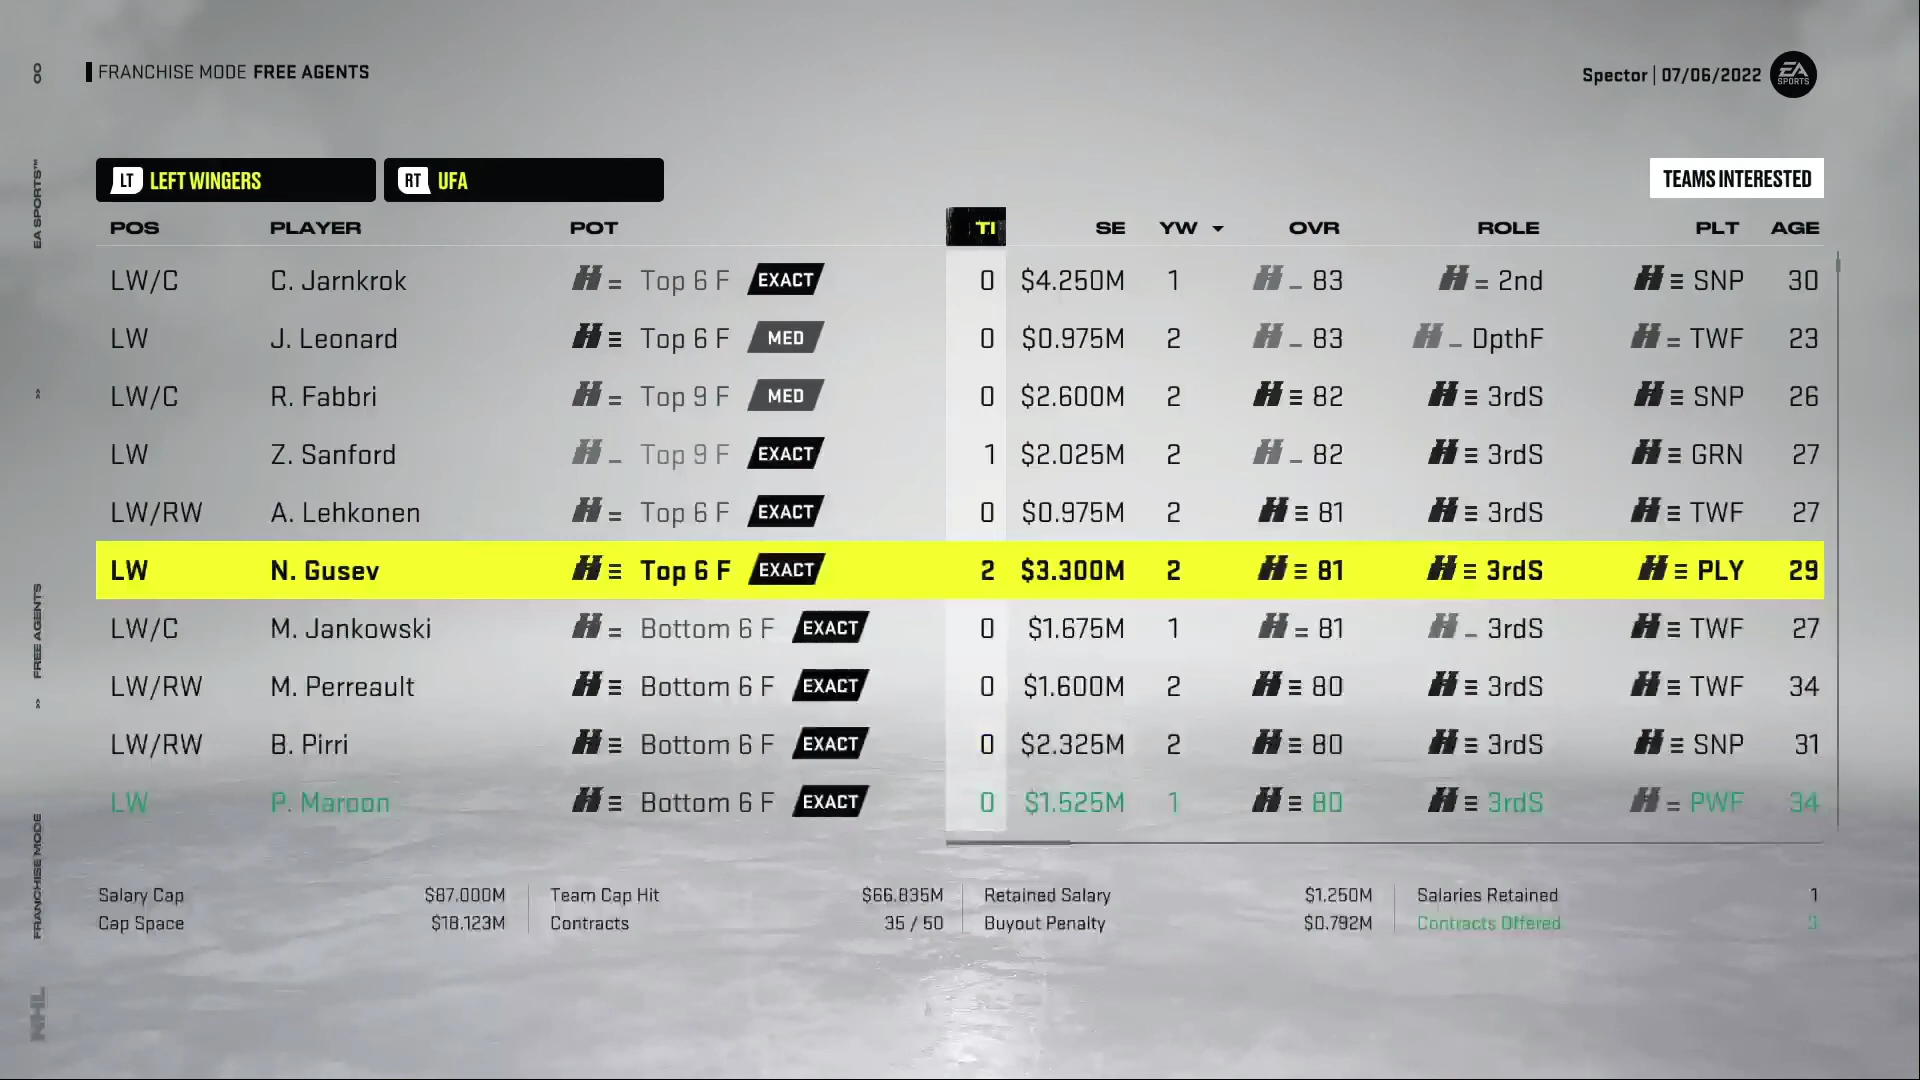 FRANCHISE MODE FREE AGENTS
Spector | 07/06/2022
EA SPORTS
LT LEFT WINGERS
RT UFA
TEAMS INTERESTED
POS PLAYER POT TI SE YW OVR ROLE PLT AGE
LW/C C. Jarnkrok Top 6 F EXACT 0 $4.250M 1 83 2nd SNP 30
LW J. Leonard Top 6 F MED 0 $0.975M 2 83 DpthF TWF 23
LW/C R. Fabbri Top 9 F MED 0 $2.600M 2 82 3rdS SNP 26
LW Z. Sanford Top 9 F EXACT 1 $2.025M 2 82 3rdS GRN 27
LW/RW A. Lehkonen Top 6 F EXACT 0 $0.975M 2 81 3rdS TWF 27
LW N. Gusev Top 6 F EXACT 2 $3.300M 2 81 3rdS PLY 29
LW/C M. Jankowski Bottom 6 F EXACT 0 $1.675M 1 81 3rdS TWF 27
LW/RW M. Perreault Bottom 6 F EXACT 0 $1.600M 2 80 3rdS TWF 34
LW/RW B. Pirri Bottom 6 F EXACT 0 $2.325M 2 80 3rdS SNP 31
LW P. Maroon Bottom 6 F EXACT 0 $1.525M 1 80 3rdS PWF 34
Salary Cap $87.000M Team Cap Hit $66.835M Retained Salary $1.250M Salaries Retained 1
Cap Space $18.123M Contracts 35 / 50 Buyout Penalty $0.792M Contracts Offered 3
EA SPORTS™
FREE AGENTS
FRANCHISE MODE
NHL